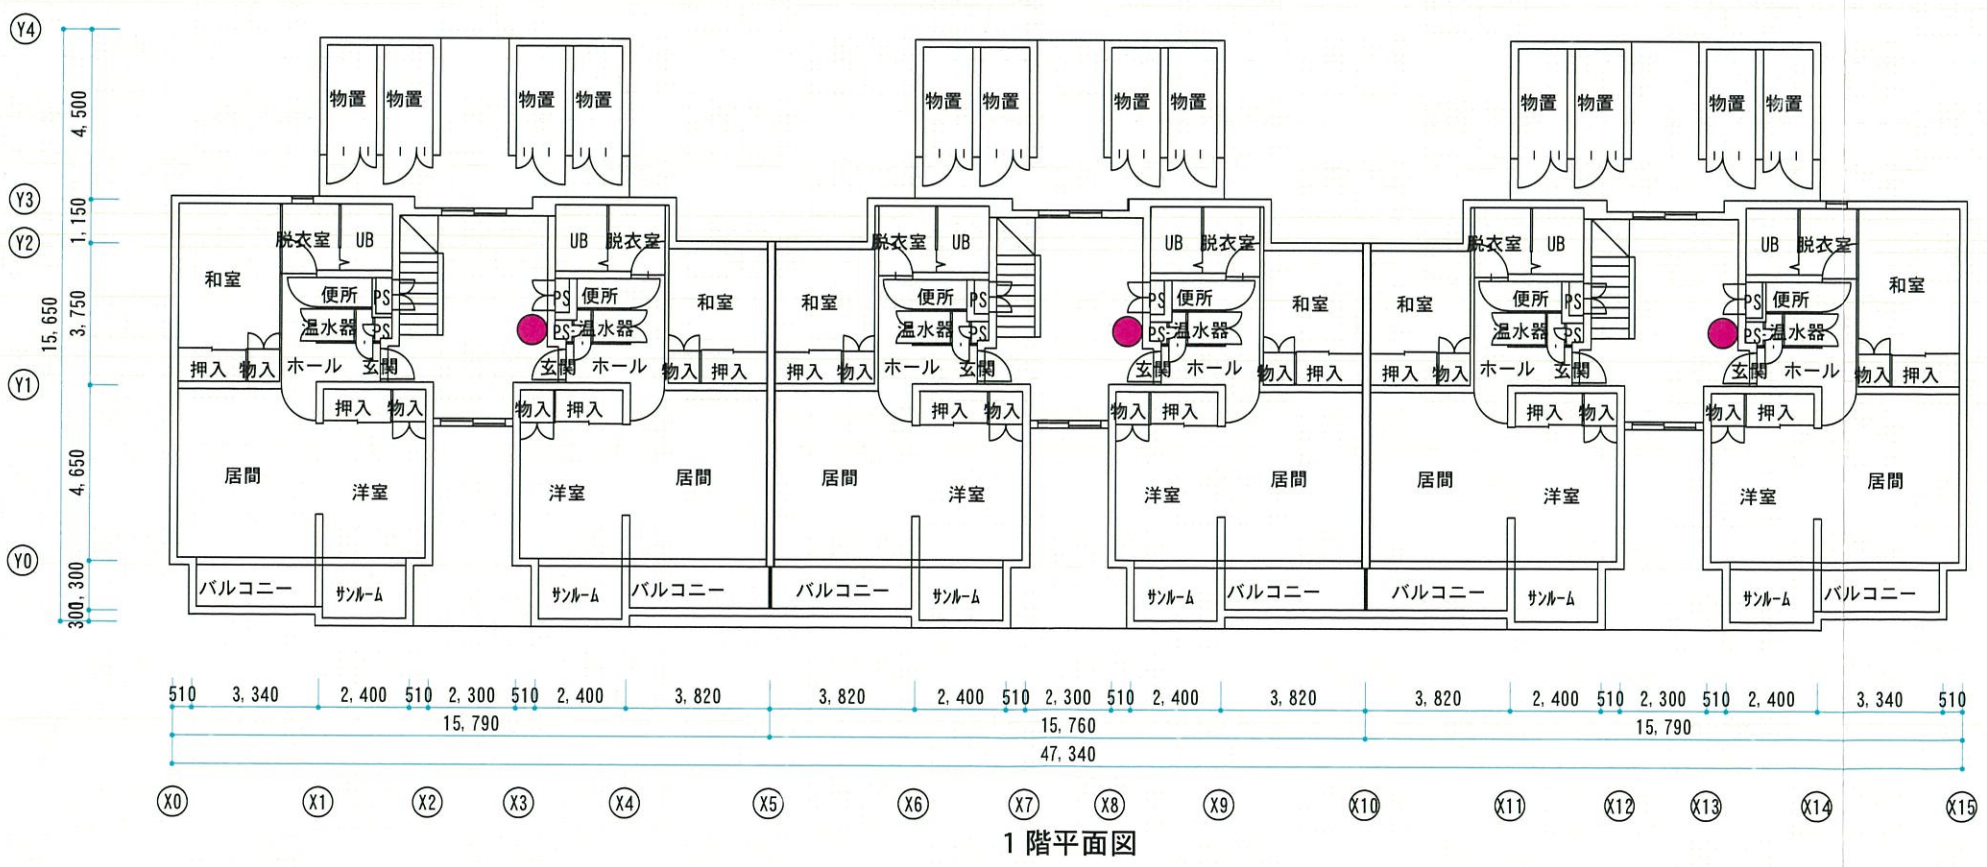 Y4
物置 物置 物置 物置 物置 物置 物置 物置 物置 物置 物置 物置
4,500
Y3
1,150
Y2
脱衣室 UB UB 脱衣室 脱衣室 UB UB 脱衣室 脱衣室 UB UB 脱衣室
和室 和室 和室 和室 和室 和室
便所 PS PS 便所 便所 PS PS 便所 便所 PS PS 便所
15,650
3,750
温水器 PS PS 温水器 温水器 PS PS 温水器 温水器 PS PS 温水器
押入 物入 ホール 玄関 玄関 ホール 物入 押入 押入 物入 ホール 玄関 玄関 ホール 物入 押入 押入 物入 ホール 玄関 玄関 ホール 物入 押入
Y1
押入 物入 物入 押入 押入 物入 物入 押入 押入 物入 物入 押入
4,650
居間 洋室 洋室 居間 居間 洋室 洋室 居間 居間 洋室 洋室 居間
Y0
バルコニー サンルーム サンルーム バルコニー バルコニー サンルーム サンルーム バルコニー バルコニー サンルーム サンルーム バルコニー
300
510 3,340 2,400 510 2,300 510 2,400 3,820 3,820 2,400 510 2,300 510 2,400 3,820 3,820 2,400 510 2,300 510 2,400 3,340 510
15,790 15,760 15,790
47,340
X0 X1 X2 X3 X4 X5 X6 X7 X8 X9 X10 X11 X12 X13 X14 X15
1階平面図